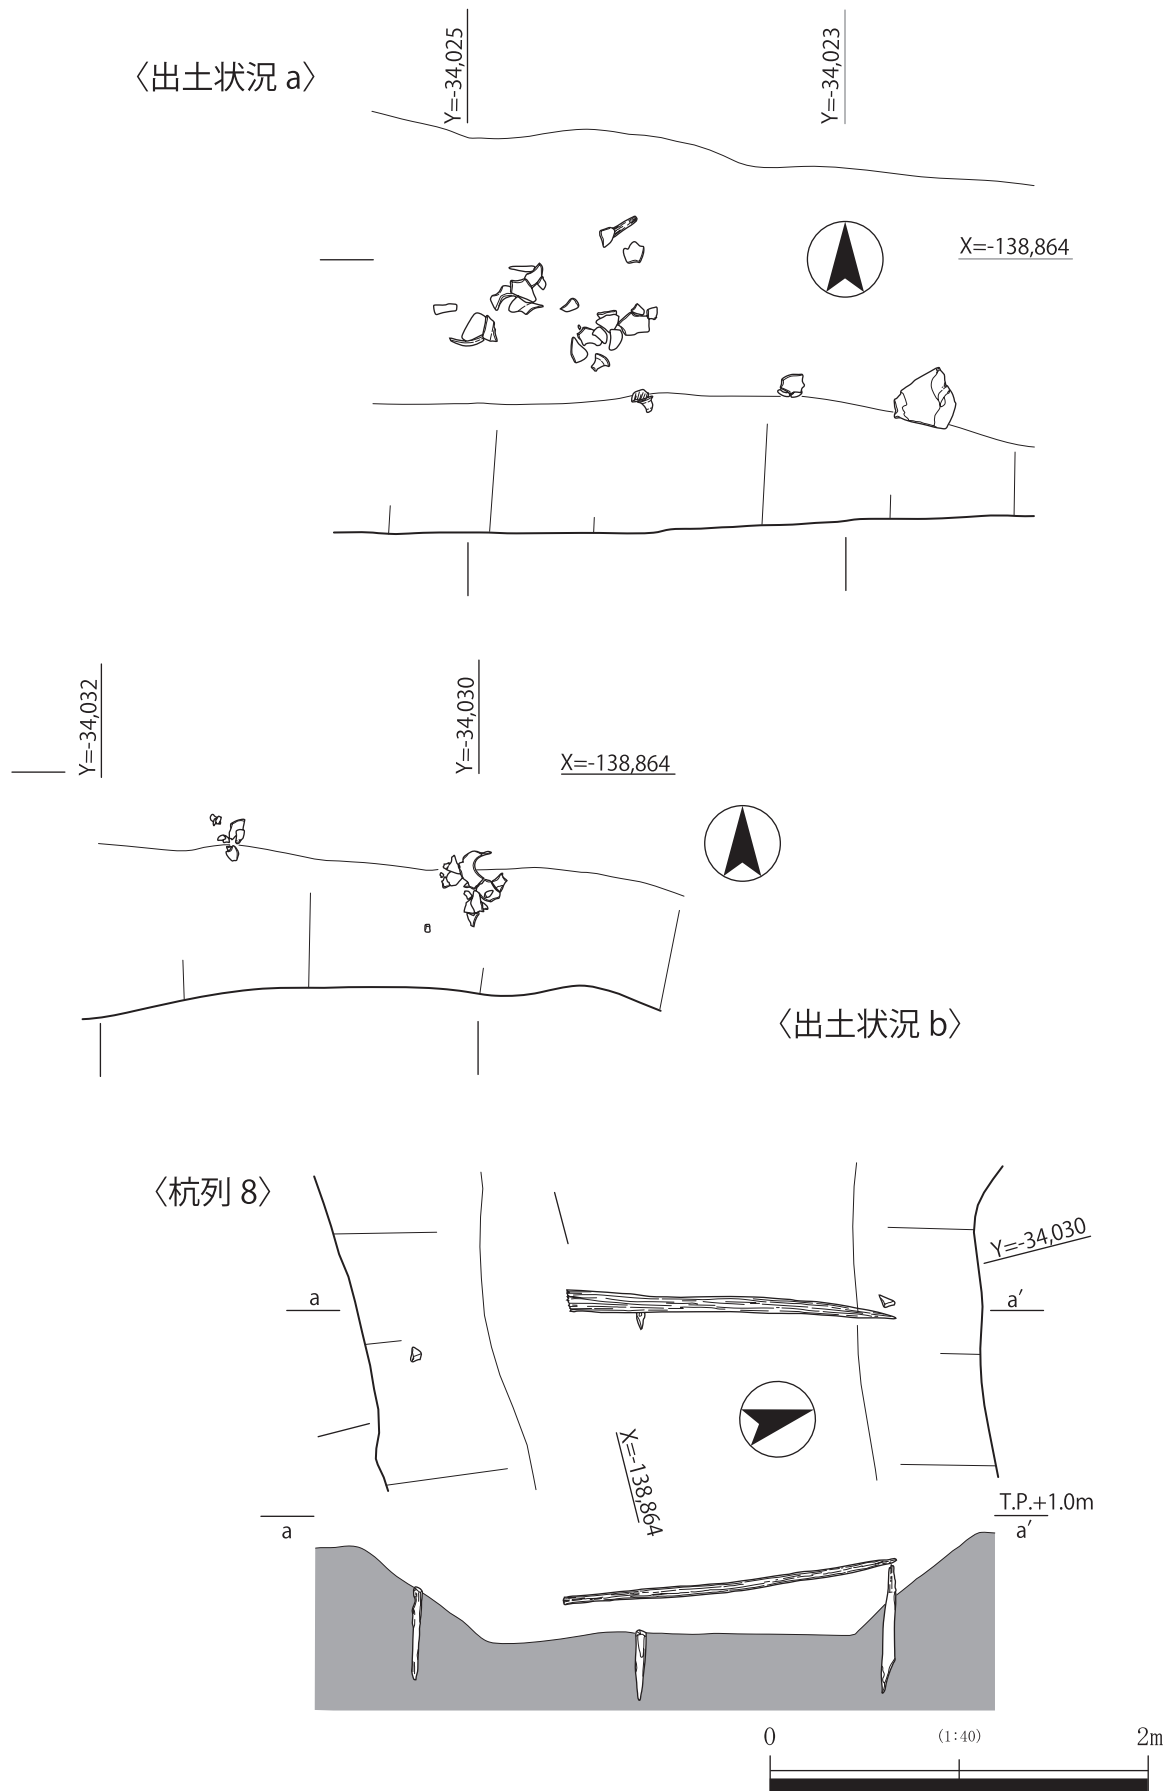 〈出土状況 a〉
Y=-34,025
Y=-34,023
X=-138,864
Y=-34,032
Y=-34,030
X=-138,864
〈出土状況 b〉
〈杭列 8〉
Y=-34,030
a
a′
X=-138,864
T.P.+1.0m
a
a′
0
(1:40)
2m